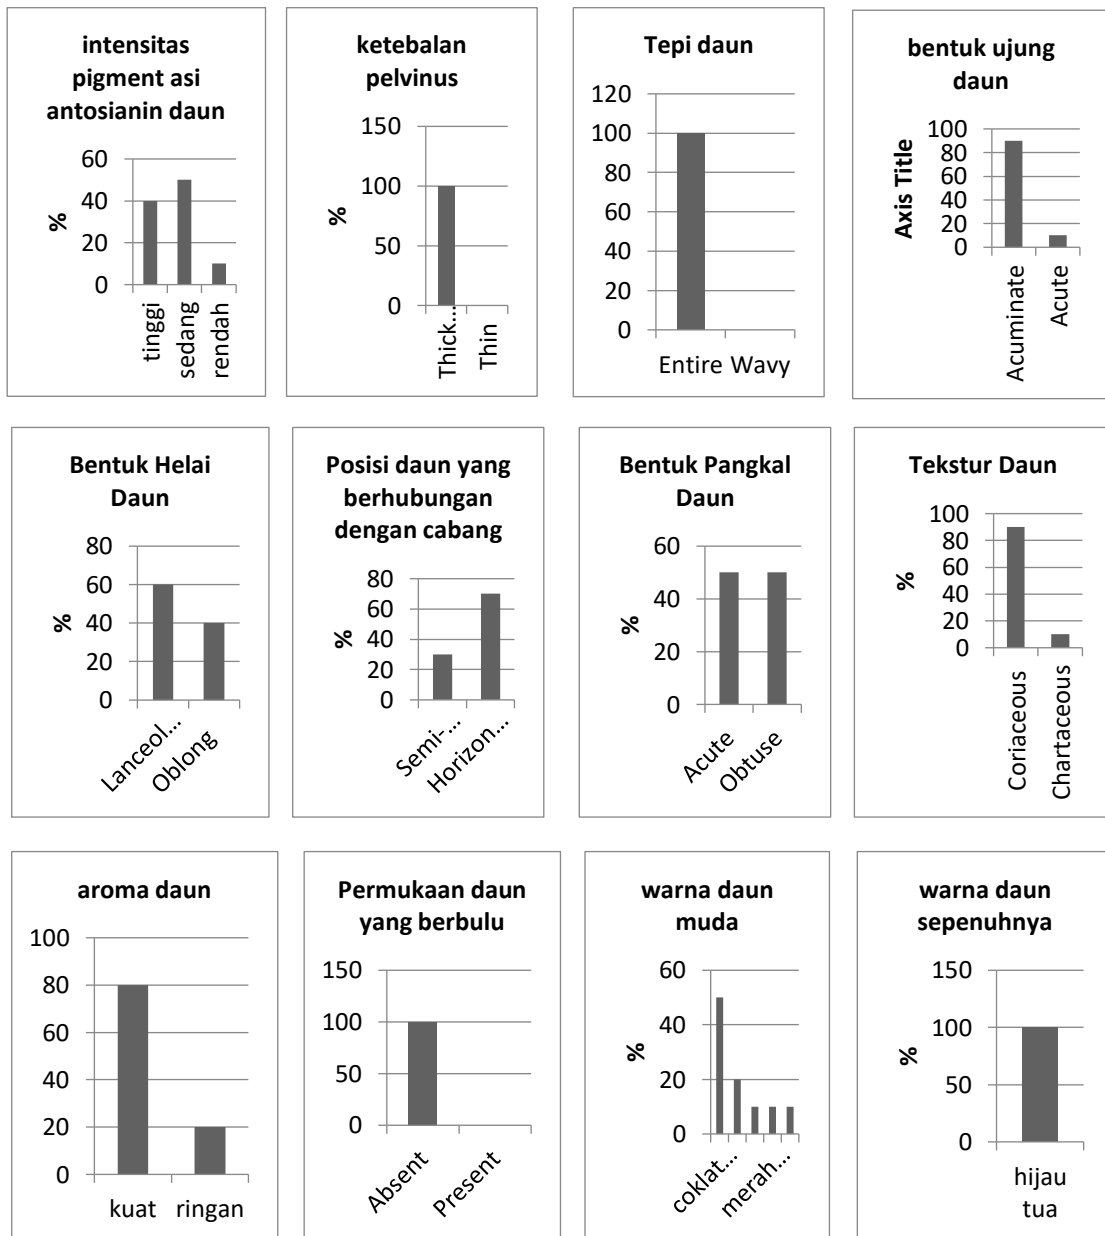 intensitas
pigment asi
antosianin daun
60
40
20
0
%
tinggi
sedang
rendah
ketebalan
pelvinus
150
100
50
0
%
Thick...
Thin
Tepi daun
120
100
80
60
40
20
0
Entire Wavy
bentuk ujung
daun
100
80
60
40
20
0
Axis Title
Acuminate
Acute
Bentuk Helai
Daun
80
60
40
20
0
%
Lanceol...
Oblong
Posisi daun yang
berhubungan
dengan cabang
80
60
40
20
0
%
Semi-...
Horizon...
Bentuk Pangkal
Daun
60
40
20
0
%
Acute
Obtuse
Tekstur Daun
100
80
60
40
20
0
%
Coriaceous
Chartaceous
aroma daun
100
80
60
40
20
0
kuat ringan
Permukaan daun
yang berbulu
150
100
50
0
Absent
Present
warna daun
muda
60
40
20
0
%
coklat...
merah...
warna daun
sepenuhnya
150
100
50
0
%
hijau
tua